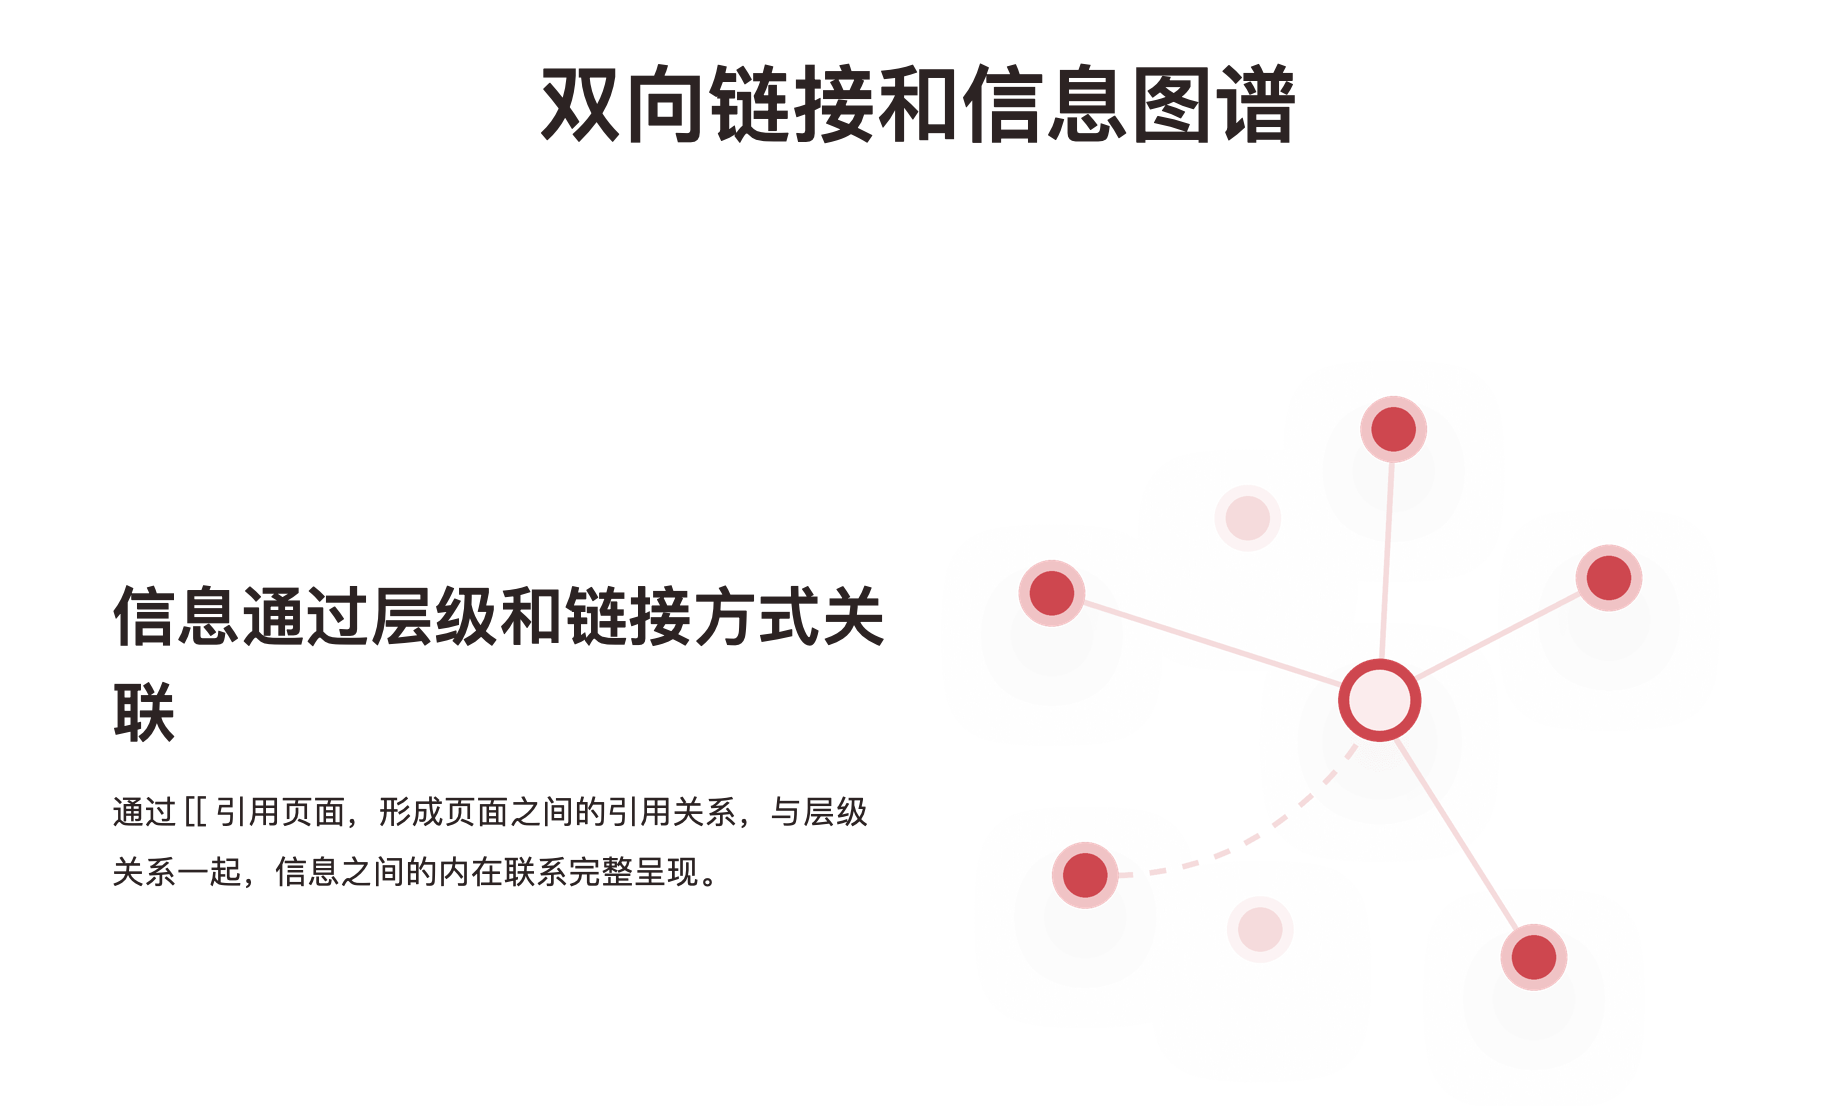 双向链接和信息图谱
信息通过层级和链接方式关
联
通过 [[ 引用页面，形成页面之间的引用关系，与层级
关系一起，信息之间的内在联系完整呈现。